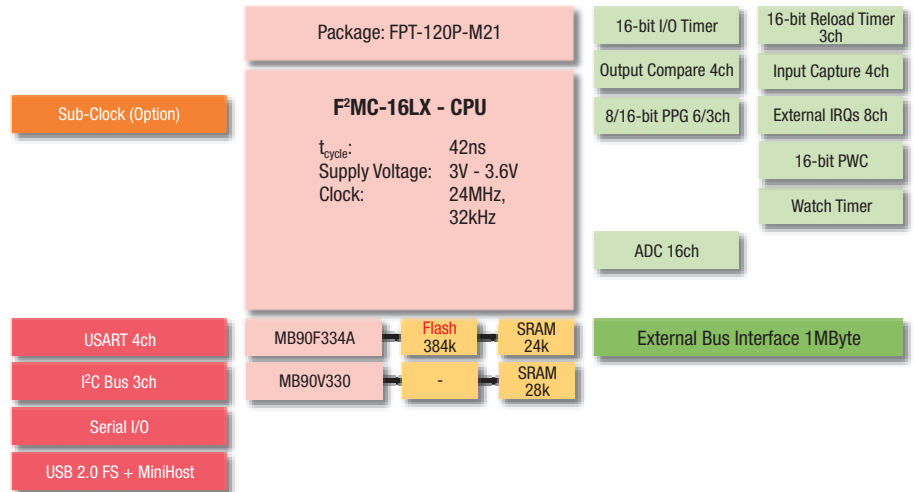 Package: FPT-120P-M21
16-bit I/O Timer
16-bit Reload Timer
3ch
Output Compare 4ch
Input Capture 4ch
Sub-Clock (Option)
F²MC-16LX - CPU
8/16-bit PPG 6/3ch
External IRQs 8ch
t_cycle: 42ns
Supply Voltage: 3V - 3.6V
Clock: 24MHz,
32kHz
16-bit PWC
Watch Timer
ADC 16ch
USART 4ch
MB90F334A
Flash
384k
SRAM
24k
External Bus Interface 1MByte
I²C Bus 3ch
MB90V330
-
SRAM
28k
Serial I/O
USB 2.0 FS + MiniHost